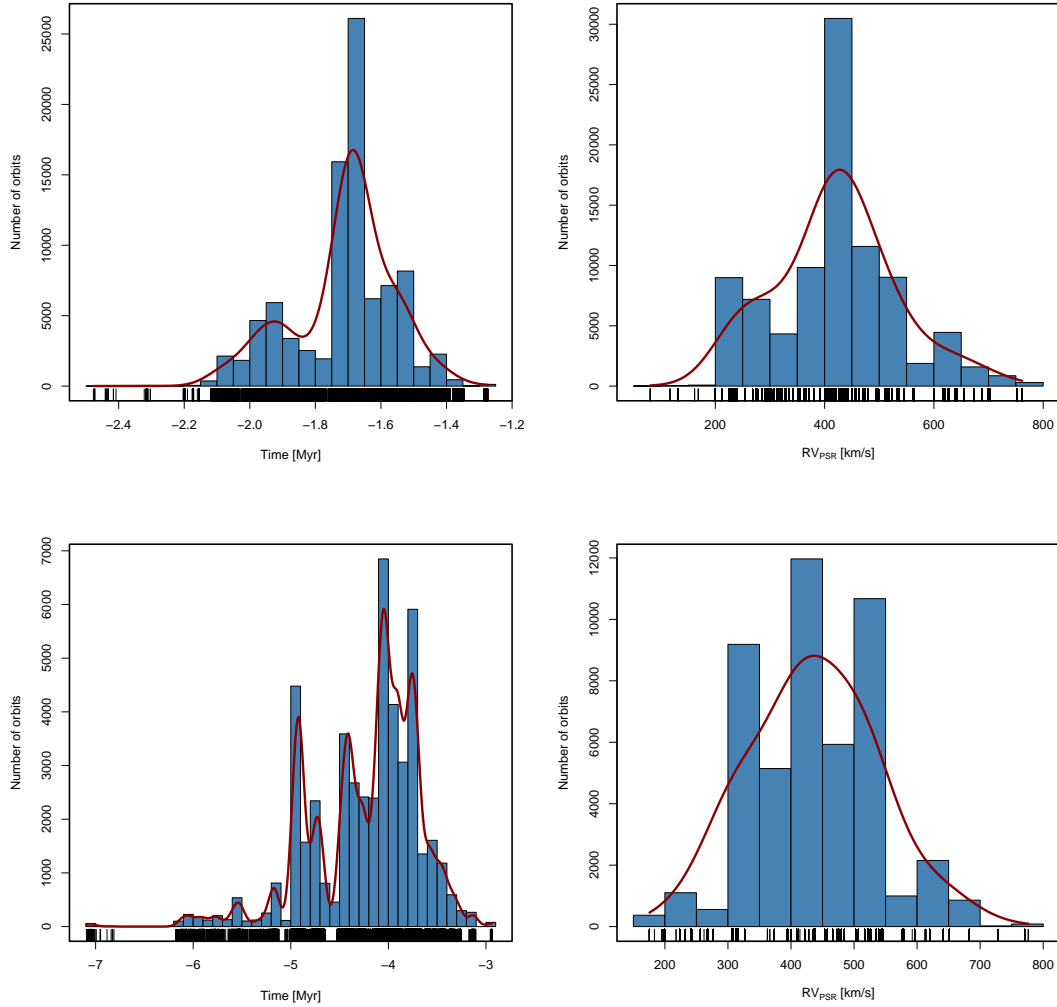 Number of orbits
0 5000 10000 15000 20000 25000
−2.4 −2.2 −2.0 −1.8 −1.6 −1.4 −1.2
Time [Myr]
Number of orbits
0 5000 10000 15000 20000 25000 30000
200 400 600 800
RVPSR [km/s]
Number of orbits
0 1000 2000 3000 4000 5000 6000 7000
−7 −6 −5 −4 −3
Time [Myr]
Number of orbits
0 2000 4000 6000 8000 10000 12000
200 300 400 500 600 700 800
RVPSR [km/s]